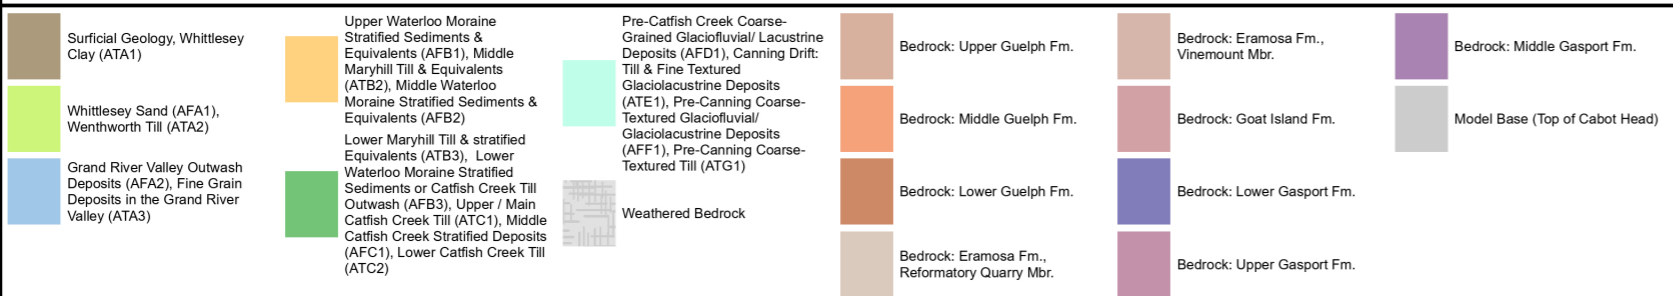 Surficial Geology, Whittlesey
Clay (ATA1)
Whittlesey Sand (AFA1),
Wenthworth Till (ATA2)
Grand River Valley Outwash
Deposits (AFA2), Fine Grain
Deposits in the Grand River
Valley (ATA3)
Upper Waterloo Moraine
Stratified Sediments &
Equivalents (AFB1), Middle
Maryhill Till & Equivalents
(ATB2), Middle Waterloo
Moraine Stratified Sediments &
Equivalents (AFB2)
Lower Maryhill Till & stratified
Equivalents (ATB3), Lower
Waterloo Moraine Stratified
Sediments or Catfish Creek Till
Outwash (AFB3), Upper / Main
Catfish Creek Till (ATC1), Middle
Catfish Creek Stratified Deposits
(AFC1), Lower Catfish Creek Till
(ATC2)
Pre-Catfish Creek Coarse-
Grained Glaciofluvial/ Lacustrine
Deposits (AFD1), Canning Drift:
Till & Fine Textured
Glaciolacustrine Deposits
(ATE1), Pre-Canning Coarse-
Textured Glaciofluvial/
Glaciolacustrine Deposits
(AFF1), Pre-Canning Coarse-
Textured Till (ATG1)
Weathered Bedrock
Bedrock: Upper Guelph Fm.
Bedrock: Middle Guelph Fm.
Bedrock: Lower Guelph Fm.
Bedrock: Eramosa Fm.,
Reformatory Quarry Mbr.
Bedrock: Eramosa Fm.,
Vinemount Mbr.
Bedrock: Goat Island Fm.
Bedrock: Lower Gasport Fm.
Bedrock: Upper Gasport Fm.
Bedrock: Middle Gasport Fm.
Model Base (Top of Cabot Head)